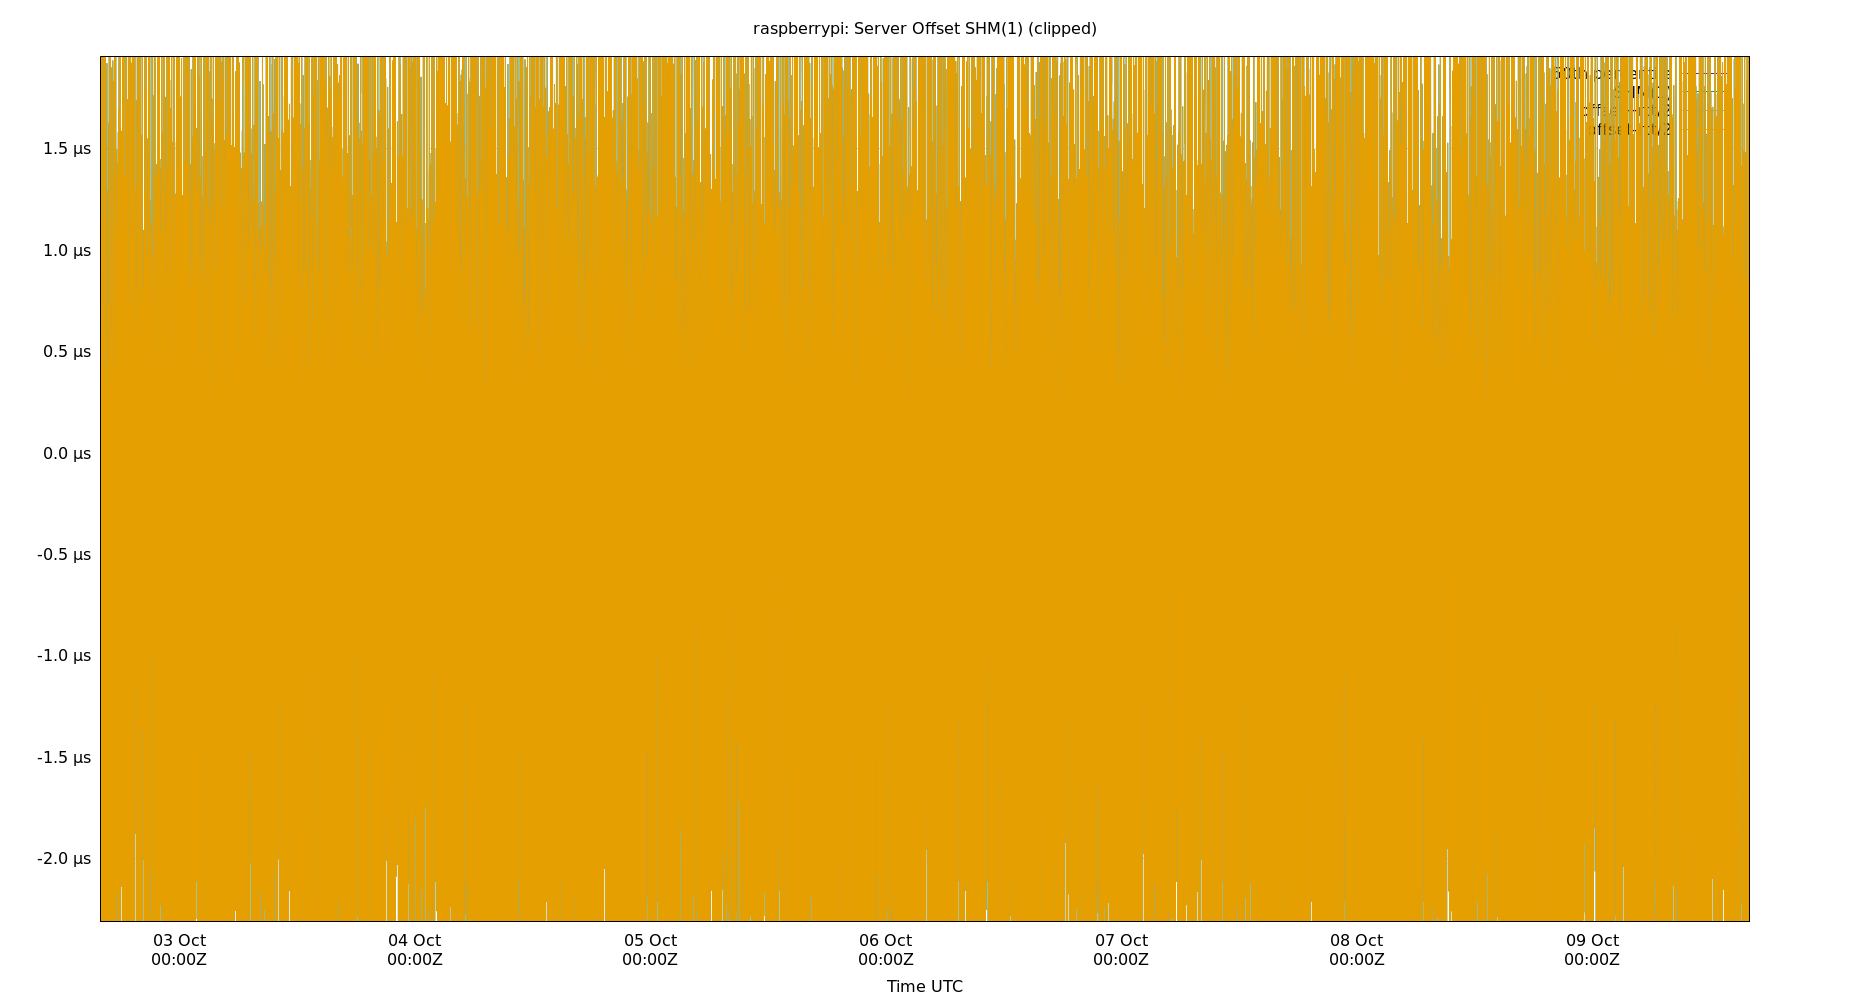 raspberrypi: Server Offset SHM(1) (clipped)
1.5 µs
1.0 µs
0.5 µs
0.0 µs
-0.5 µs
-1.0 µs
-1.5 µs
-2.0 µs
03 Oct 04 Oct 05 Oct 06 Oct 07 Oct 08 Oct 09 Oct
00:00Z 00:00Z 00:00Z 00:00Z 00:00Z 00:00Z 00:00Z
Time UTC